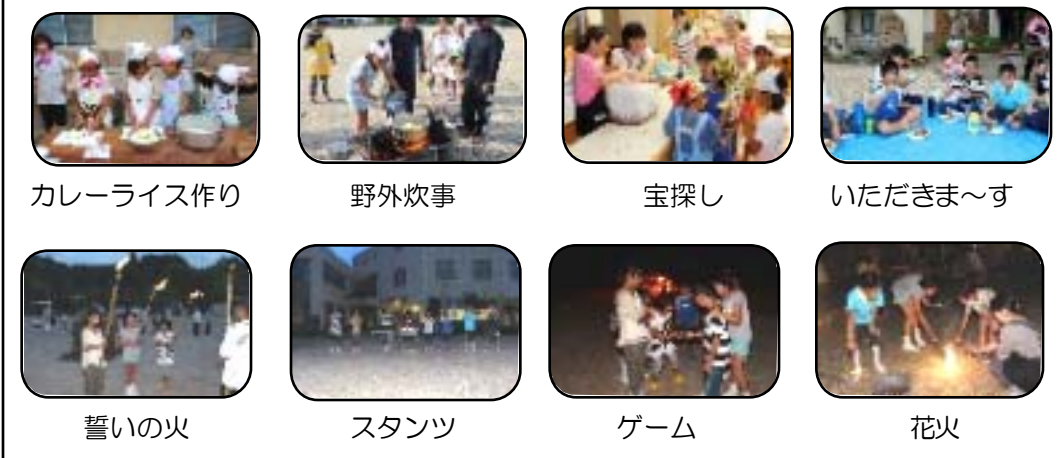 カレーライス作り
野外炊事
宝探し
いただきま～す
誓いの火
スタンツ
ゲーム
花火